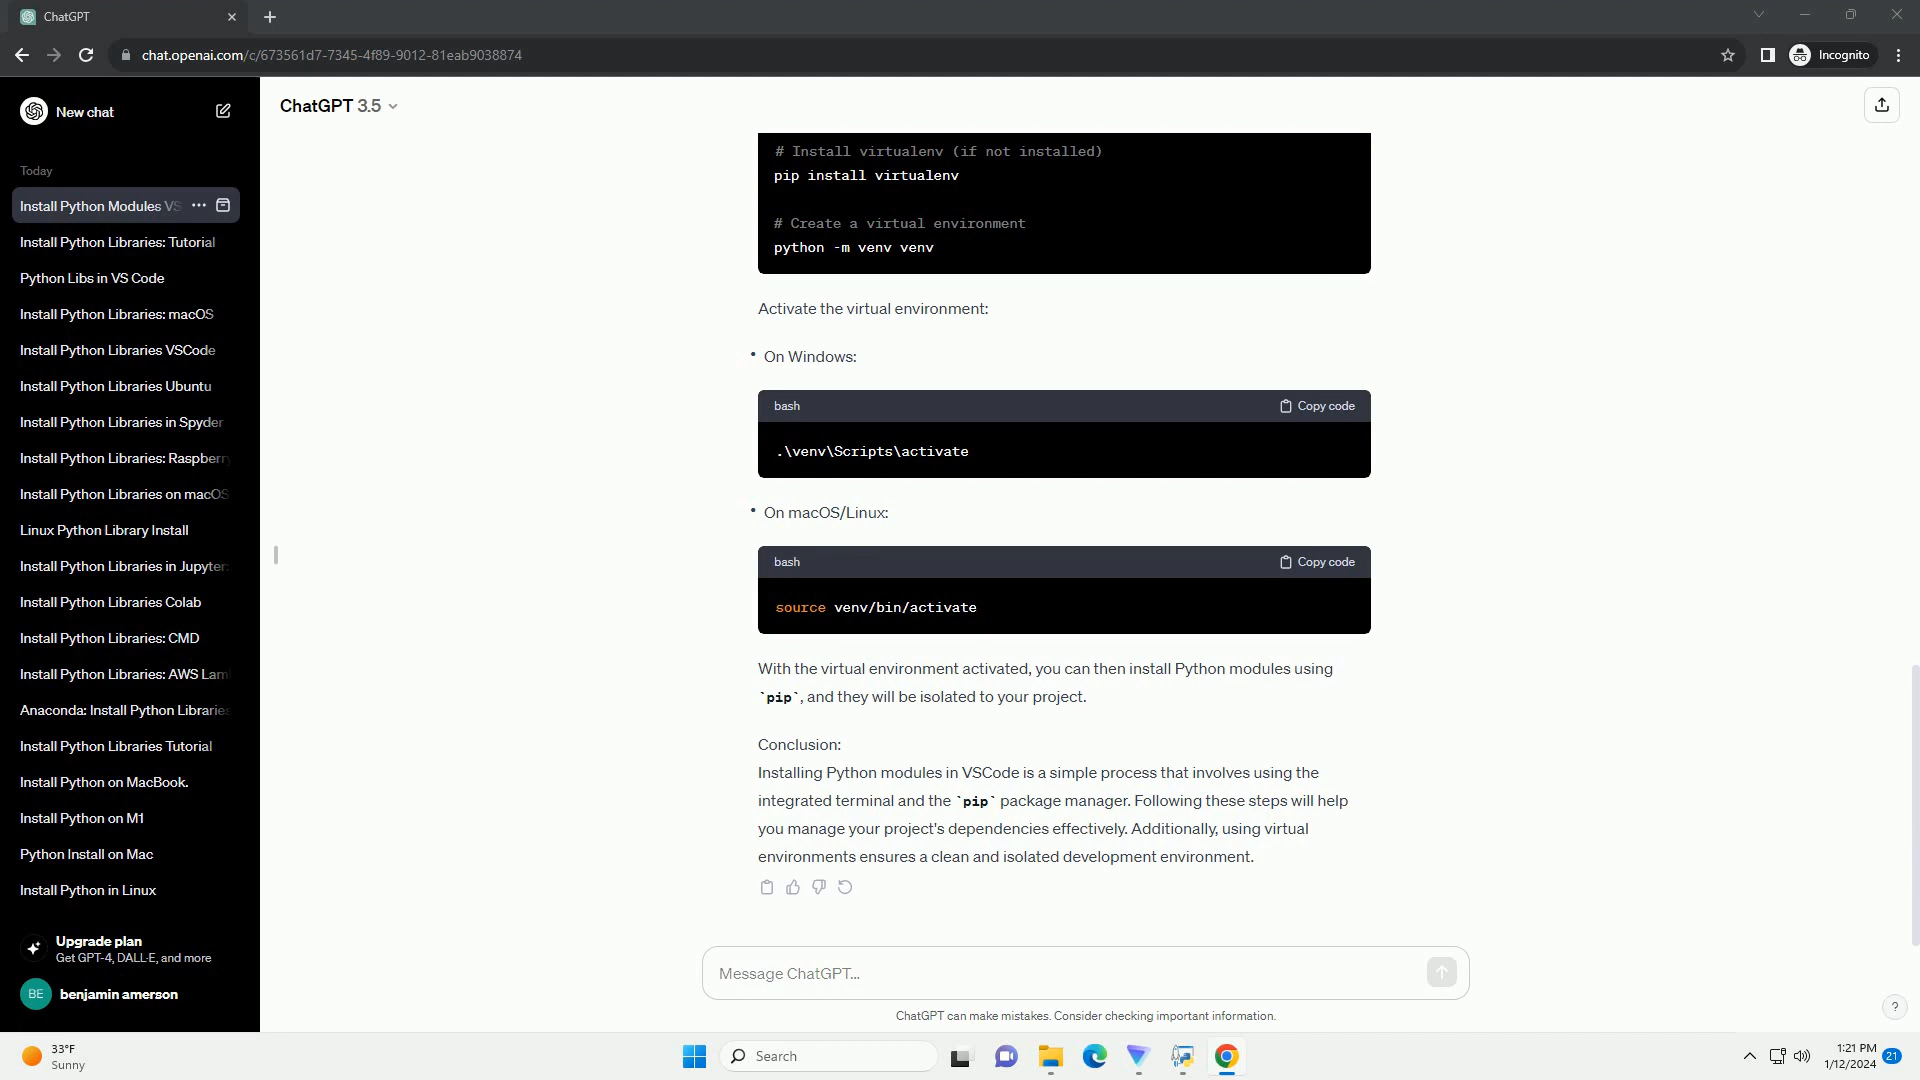 ChatGPT
chat.openai.com/c/673561d7-7345-4f89-9012-81eab9038874
Incognito
New chat
Today
Install Python Modules VS
Install Python Libraries: Tutorial
Python Libs in VS Code
Install Python Libraries: macOS
Install Python Libraries VSCode
Install Python Libraries Ubuntu
Install Python Libraries in Spyder
Install Python Libraries: Raspberry
Install Python Libraries on macOS
Linux Python Library Install
Install Python Libraries in Jupyter:
Install Python Libraries Colab
Install Python Libraries: CMD
Install Python Libraries: AWS Lam
Anaconda: Install Python Libraries
Install Python Libraries Tutorial
Install Python on MacBook.
Install Python on M1
Python Install on Mac
Install Python in Linux
Upgrade plan
Get GPT-4, DALL·E, and more
BE benjamin amerson
ChatGPT 3.5
# Install virtualenv (if not installed)
pip install virtualenv
# Create a virtual environment
python -m venv venv
Activate the virtual environment:
• On Windows:
bash Copy code
.\venv\Scripts\activate
• On macOS/Linux:
bash Copy code
source venv/bin/activate
With the virtual environment activated, you can then install Python modules using
`pip`, and they will be isolated to your project.
Conclusion:
Installing Python modules in VSCode is a simple process that involves using the
integrated terminal and the `pip` package manager. Following these steps will help
you manage your project's dependencies effectively. Additionally, using virtual
environments ensures a clean and isolated development environment.
Message ChatGPT...
ChatGPT can make mistakes. Consider checking important information.
?
33°F
Sunny
Search
1:21 PM
1/12/2024
21